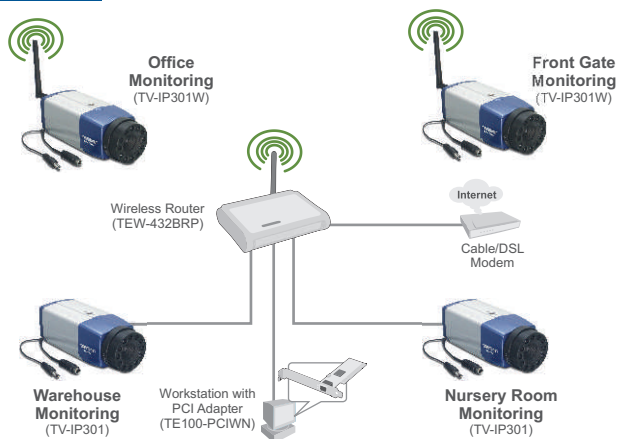 Office
Monitoring
(TV-IP301W)
Front Gate
Monitoring
(TV-IP301W)
Wireless Router
(TEW-432BRP)
Internet
Cable/DSL
Modem
Warehouse
Monitoring
(TV-IP301)
Workstation with
PCI Adapter
(TE100-PCIWN)
Nursery Room
Monitoring
(TV-IP301)